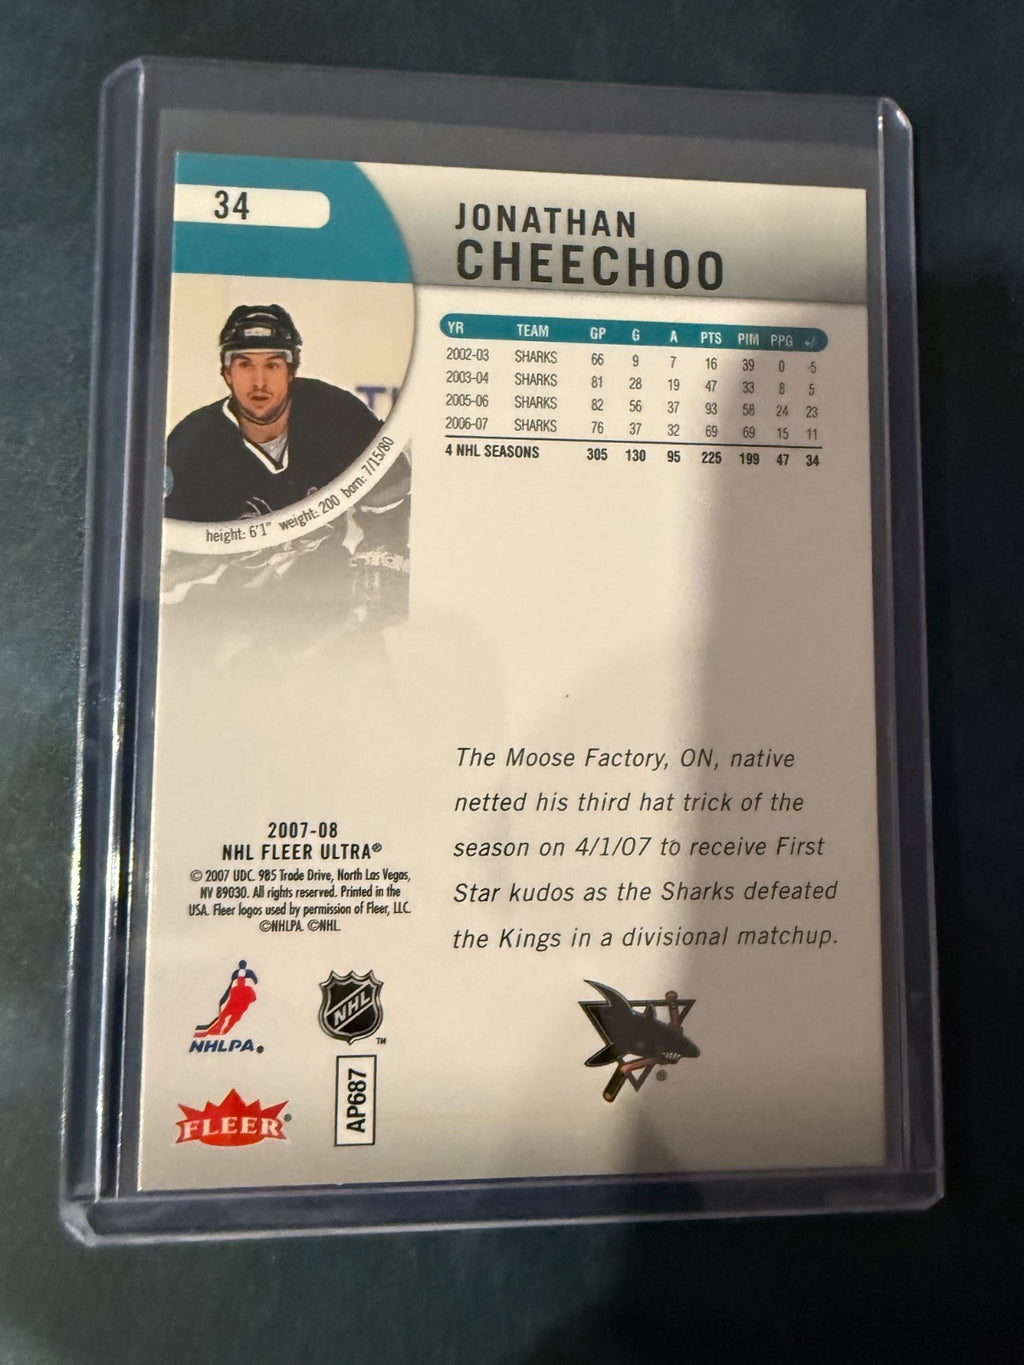 34
JONATHAN
CHEECHOO
YR TEAM GP G A PTS PIM PPG +/-
2002-03 SHARKS 66 9 7 16 39 0 -5
2003-04 SHARKS 81 28 19 47 33 8 5
2005-06 SHARKS 82 56 37 93 58 24 23
2006-07 SHARKS 76 37 32 69 69 15 11
4 NHL SEASONS 305 130 95 225 199 47 34
height: 6'1" weight: 200 born: 7/15/80
The Moose Factory, ON, native
netted his third hat trick of the
season on 4/1/07 to receive First
Star kudos as the Sharks defeated
the Kings in a divisional matchup.
2007-08
NHL FLEER ULTRA®
© 2007 UDC. 985 Trade Drive, North Las Vegas,
NV 89030. All rights reserved. Printed in the
USA. Fleer logos used by permission of Fleer, LLC.
©NHLPA. ©NHL.
NHLPA®
NHL™
FLEER®
AP687
®